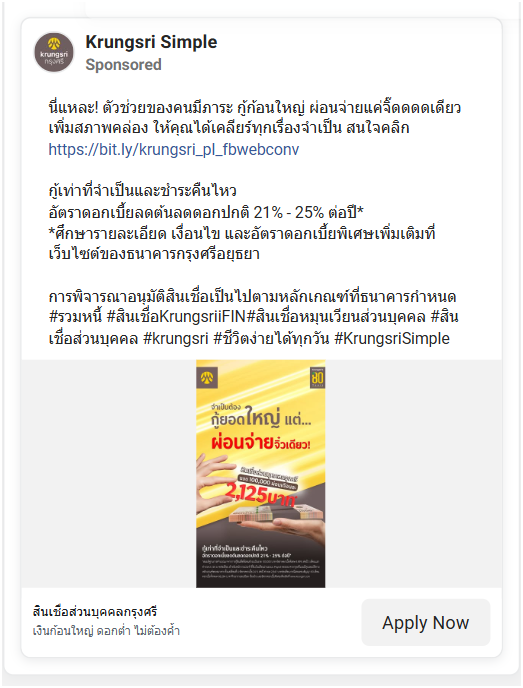 Krungsri Simple
Sponsored
krungsri
กรุงศรี
นี่แหละ! ตัวช่วยของคนมีภาระ กู้ก้อนใหญ่ ผ่อนจ่ายแค่จิ๊ดดดดเดียว
เพิ่มสภาพคล่อง ให้คุณได้เคลียร์ทุกเรื่องจำเป็น สนใจคลิก
https://bit.ly/krungsri_pl_fbwebconv
กู้เท่าที่จำเป็นและชำระคืนไหว
อัตราดอกเบี้ยลดต้นลดดอกปกติ 21% - 25% ต่อปี*
*ศึกษารายละเอียด เงื่อนไข และอัตราดอกเบี้ยพิเศษเพิ่มเติมที่
เว็บไซต์ของธนาคารกรุงศรีอยุธยา
การพิจารณาอนุมัติสินเชื่อเป็นไปตามหลักเกณฑ์ที่ธนาคารกำหนด
#รวมหนี้ #สินเชื่อKrungsriiFIN#สินเชื่อหมุนเวียนส่วนบุคคล #สิน
เชื่อส่วนบุคคล #krungsri #ชีวิตง่ายได้ทุกวัน #KrungsriSimple
จำเป็นต้อง
กู้ยอดใหญ่ แต่...
ผ่อนจ่ายจิ๋วเดียว!
สินเชื่อส่วนบุคคลกรุงศรี
2,125บาท
กู้เท่าที่จำเป็นและชำระคืนไหว
อัตราดอกเบี้ยลดต้นลดดอกปกติ 21% - 25% ต่อปี*
สินเชื่อส่วนบุคคลกรุงศรี
เงินก้อนใหญ่ ดอกต่ำ ไม่ต้องค้ำ
Apply Now